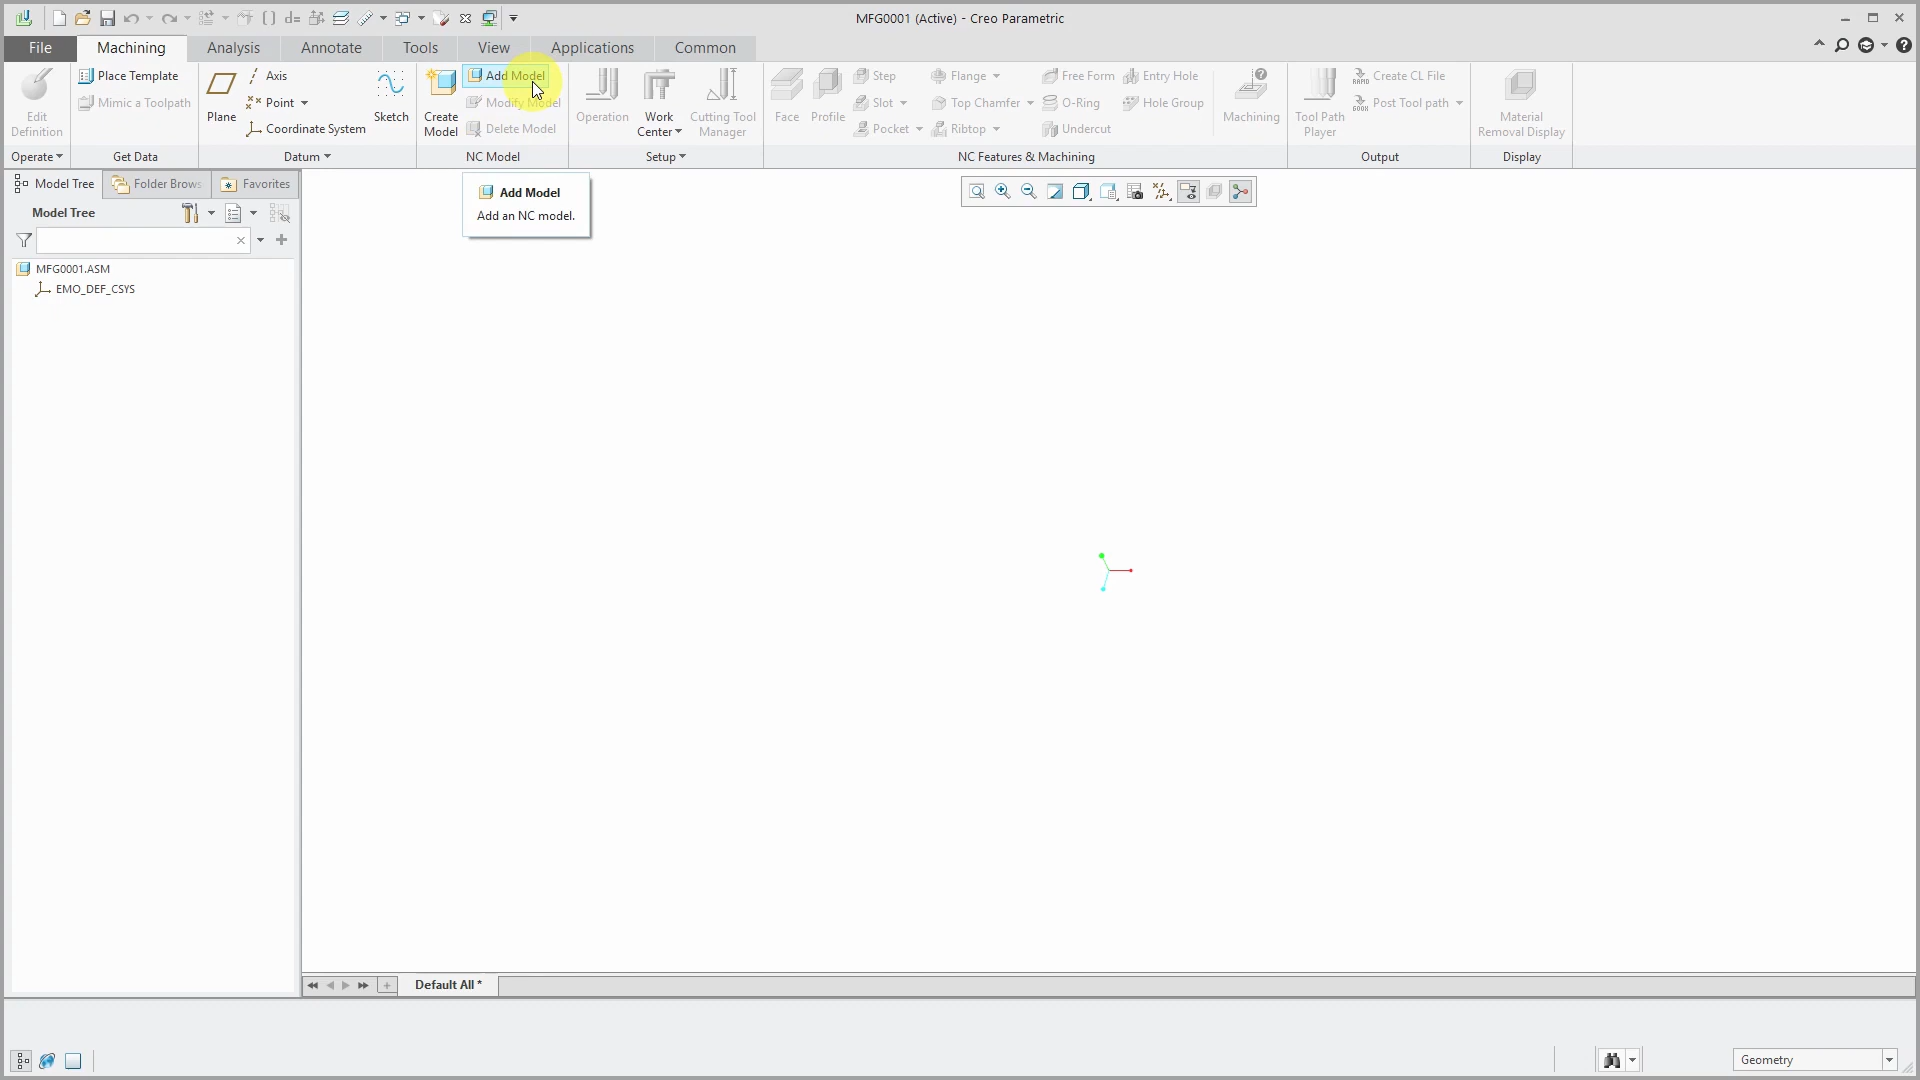 MFG0001 (Active) - Creo Parametric
File Machining Analysis Annotate Tools View Applications Common
Edit Definition
Operate
Place Template
Mimic a Toolpath
Get Data
Plane
Axis
Point
Coordinate System
Sketch
Datum
Create Model
Add Model
Modify Model
Delete Model
NC Model
Operation
Work Center
Cutting Tool Manager
Setup
Face
Profile
Step
Slot
Pocket
Flange
Top Chamfer
Ribtop
Free Form
O-Ring
Undercut
Entry Hole
Hole Group
Machining
NC Features & Machining
Tool Path Player
Create CL File
Post Tool path
Output
Material Removal Display
Display
Model Tree Folder Brows Favorites
Model Tree
Add Model
Add an NC model.
MFG0001.ASM
EMO_DEF_CSYS
Default All *
Geometry